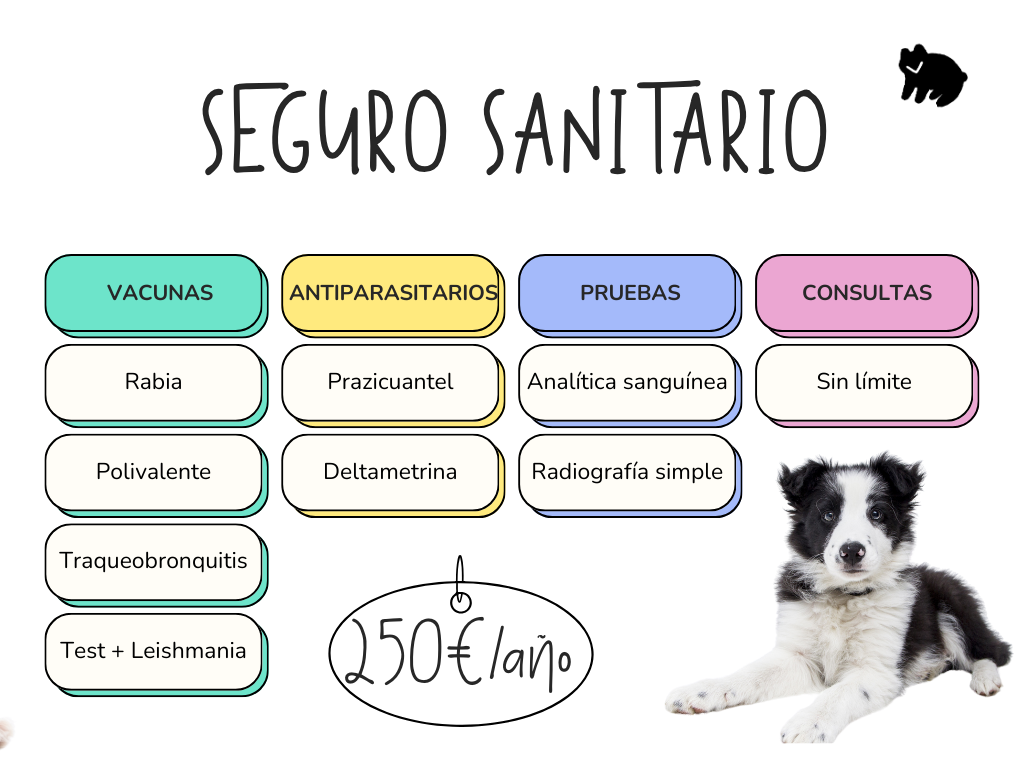 SEGURO SANITARIO
VACUNAS
Rabia
Polivalente
Traqueobronquitis
Test + Leishmania
ANTIPARASITARIOS
Prazicuantel
Deltametrina
PRUEBAS
Analítica sanguínea
Radiografía simple
CONSULTAS
Sin límite
250€/año